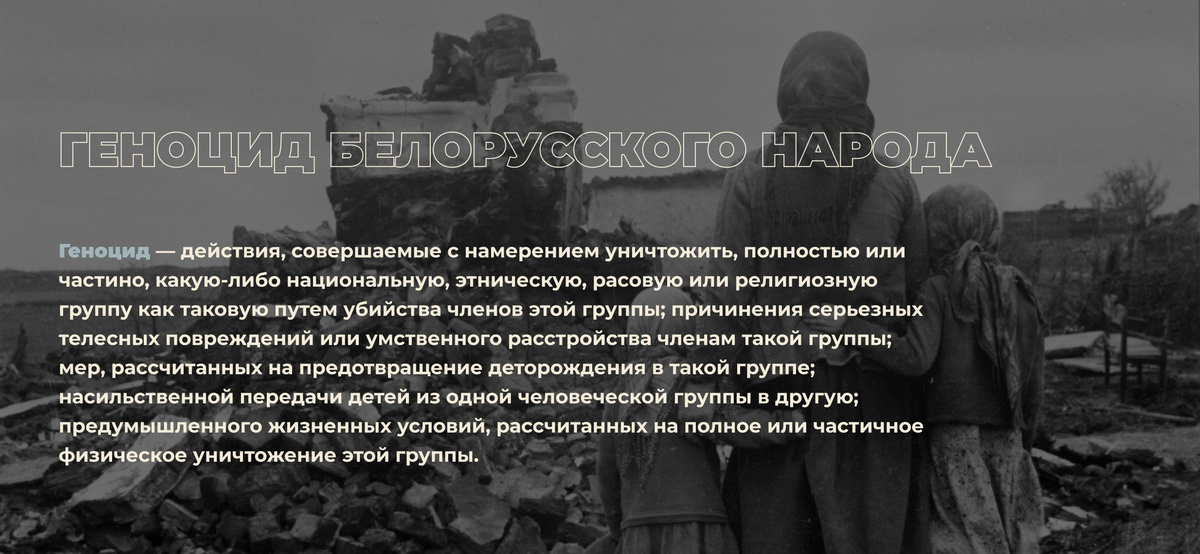 ГЕНОЦИД БЕЛОРУССКОГО НАРОДА
Геноцид — действия, совершаемые с намерением уничтожить, полностью или
частино, какую-либо национальную, этническую, расовую или религиозную
группу как таковую путем убийства членов этой группы; причинения серьезных
телесных повреждений или умственного расстройства членам такой группы;
мер, рассчитанных на предотвращение деторождения в такой группе;
насильственной передачи детей из одной человеческой группы в другую;
предумышленного жизненных условий, рассчитанных на полное или частичное
физическое уничтожение этой группы.